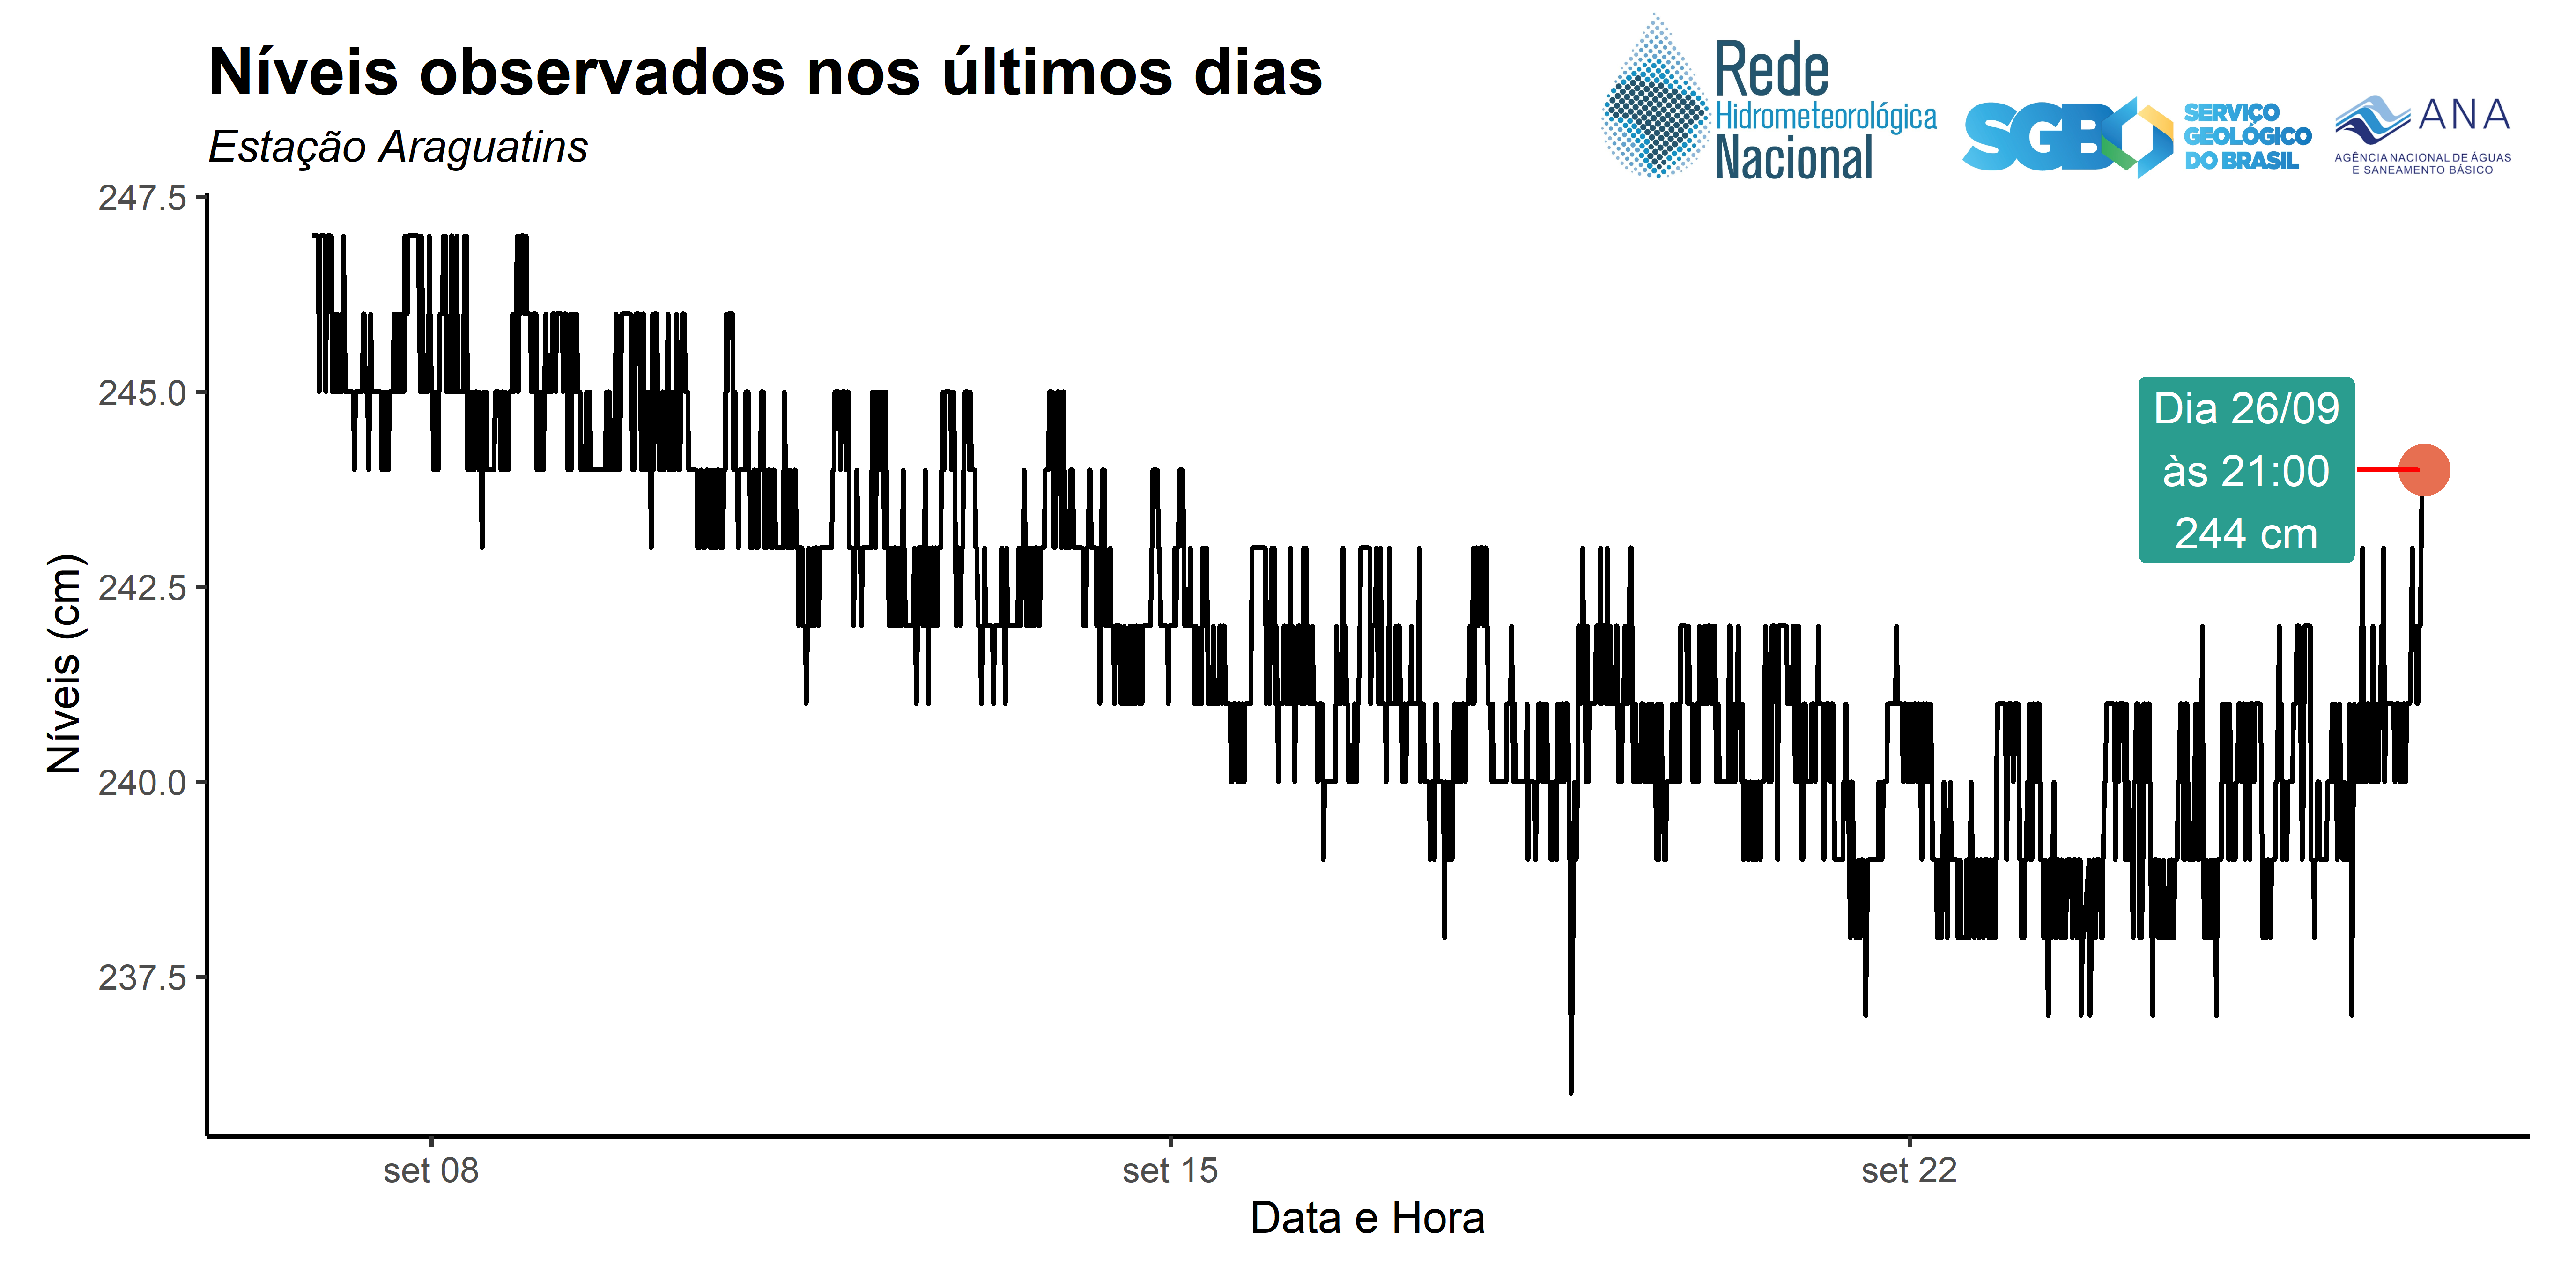 Níveis observados nos últimos dias
Estação Araguatins
Rede
Hidrometeorológica
Nacional
SGB
SERVIÇO
GEOLÓGICO
DO BRASIL
ANA
AGÊNCIA NACIONAL DE ÁGUAS
E SANEAMENTO BÁSICO
Níveis (cm)
247.5
245.0
242.5
240.0
237.5
Dia 26/09
às 21:00
244 cm
set 08
set 15
set 22
Data e Hora